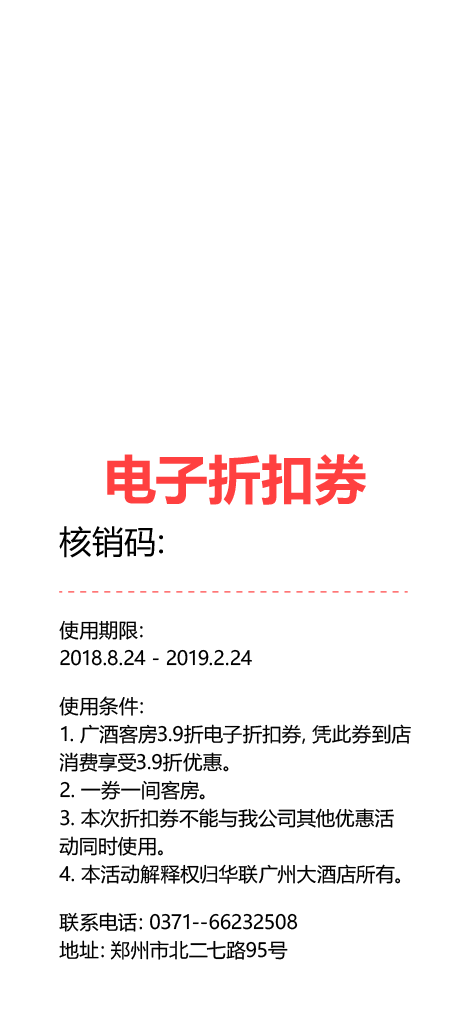 电子折扣券
核销码:
使用期限:
2018.8.24 - 2019.2.24
使用条件:
1. 广酒客房3.9折电子折扣券, 凭此券到店
消费享受3.9折优惠。
2. 一券一间客房。
3. 本次折扣券不能与我公司其他优惠活
动同时使用。
4. 本活动解释权归华联广州大酒店所有。
联系电话: 0371--66232508
地址: 郑州市北二七路95号